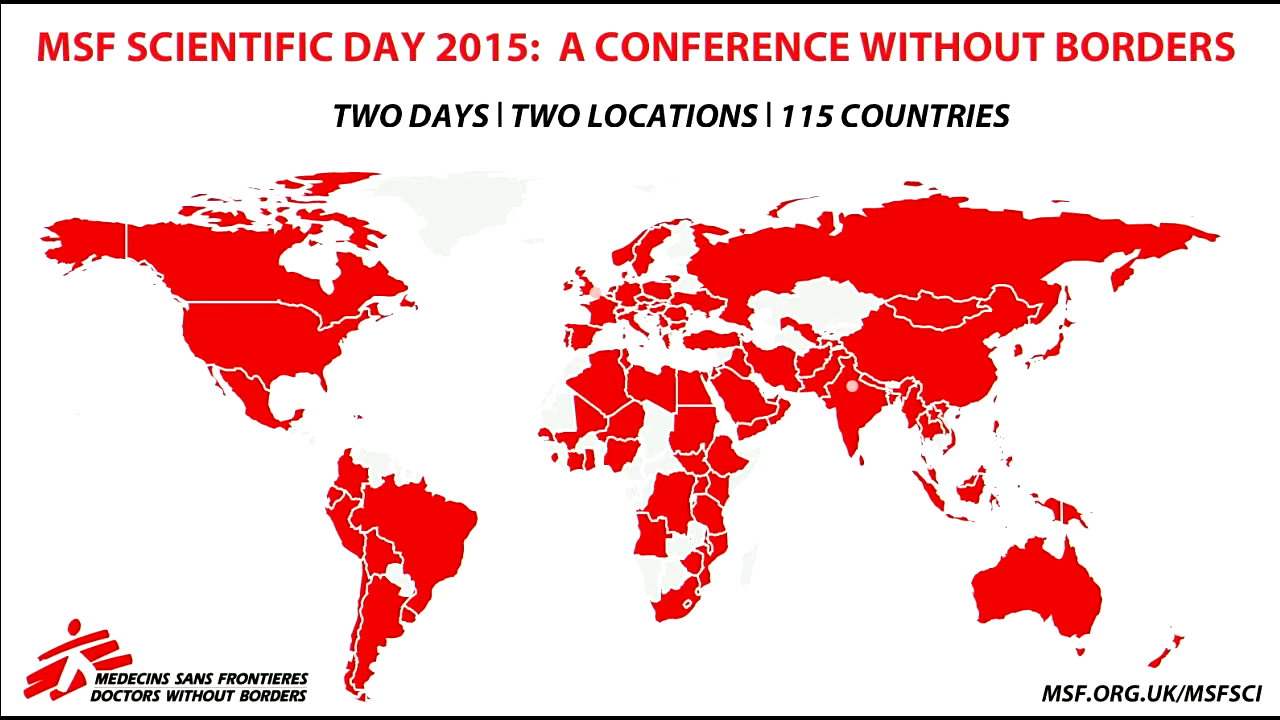 MSF SCIENTIFIC DAY 2015: A CONFERENCE WITHOUT BORDERS
TWO DAYS | TWO LOCATIONS | 115 COUNTRIES
MEDECINS SANS FRONTIERES
DOCTORS WITHOUT BORDERS
MSF.ORG.UK/MSFSCI